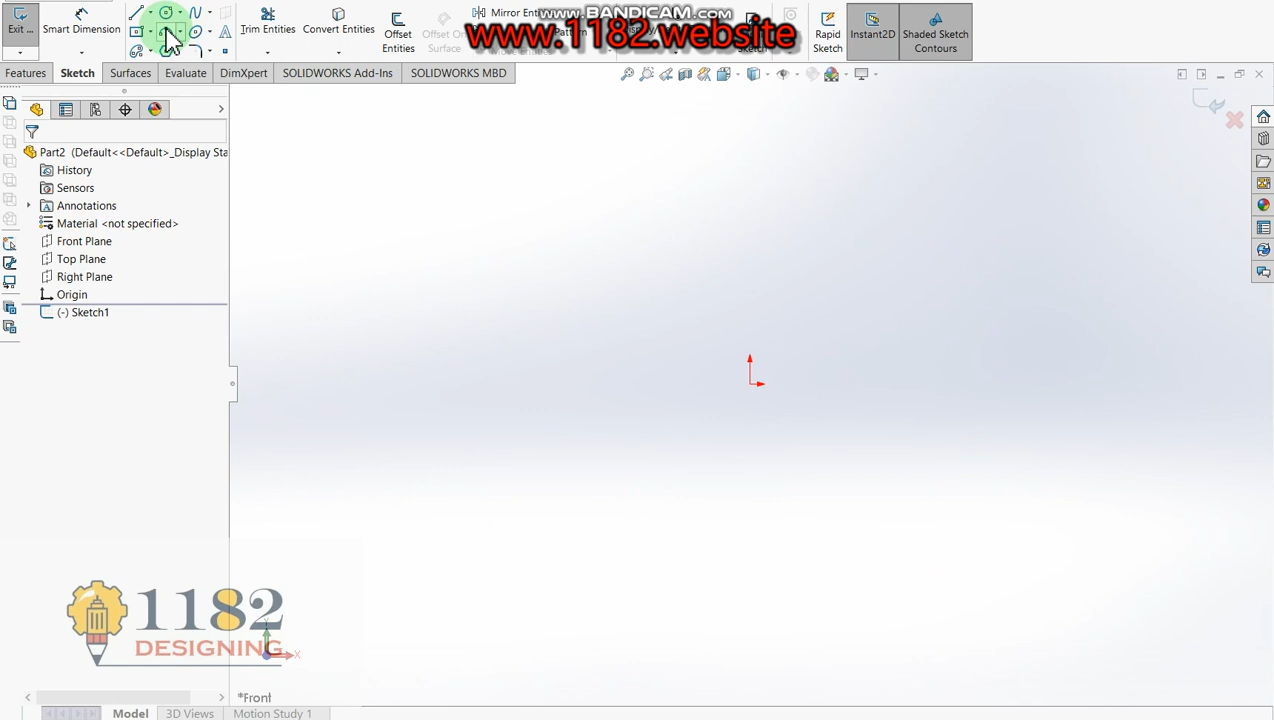 Exit ...
Smart Dimension
Trim Entities
Convert Entities
Offset
Entities
Offset
Surface
Mirror Entities
www.BANDICAM.COM
www.1182.website
Rapid
Sketch
Instant2D
Shaded Sketch
Contours
Features
Sketch
Surfaces
Evaluate
DimXpert
SOLIDWORKS Add-Ins
SOLIDWORKS MBD
Part2 (Default<<Default>_Display Sta
History
Sensors
Annotations
Material <not specified>
Front Plane
Top Plane
Right Plane
Origin
(-) Sketch1
1182
DESIGNING
Y
X
*Front
Model
3D Views
Motion Study 1